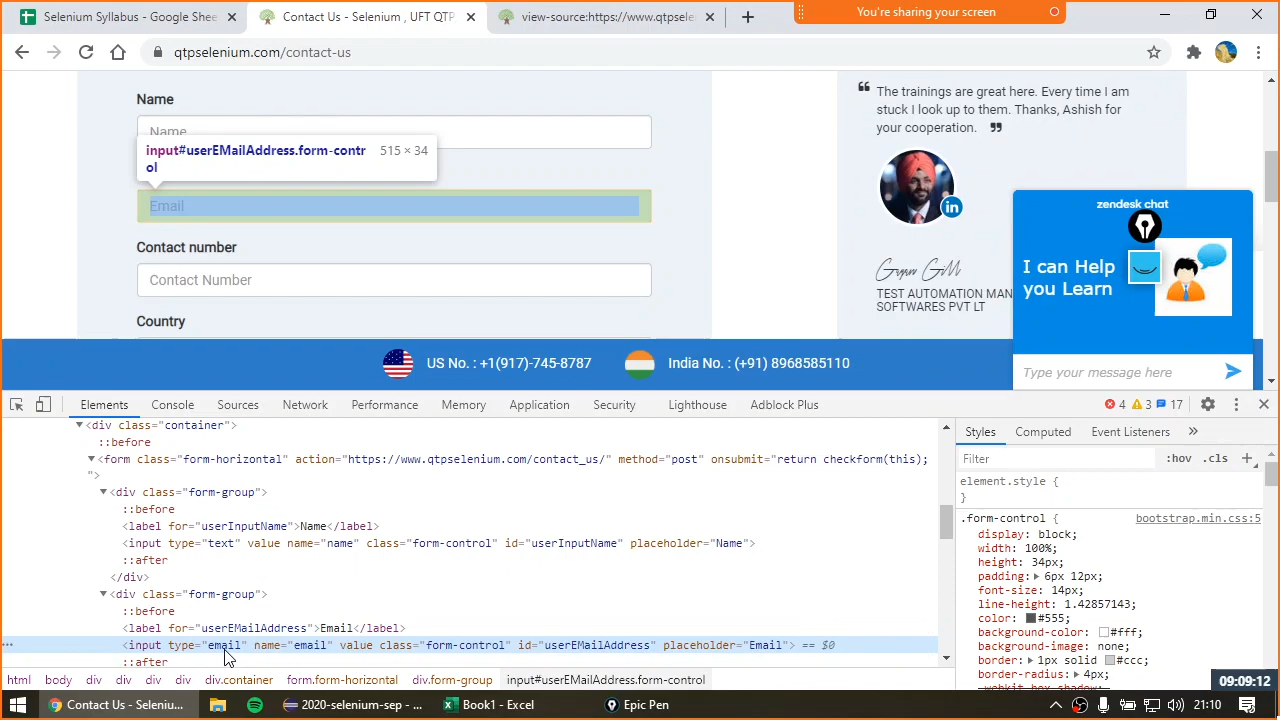 Selenium Syllabus - Google Shee
Contact Us - Selenium , UFT QTP
view-source:https://www.qtpselen
You're sharing your screen
qtpselenium.com/contact-us
Name
Name
input#userEMailAddress.form-contr
ol
515 × 34
Email
Contact number
Contact Number
Country
The trainings are great here. Every time I am
stuck I look up to them. Thanks, Ashish for
your cooperation.
in
TEST AUTOMATION MAN
SOFTWARES PVT LT
zendesk chat
I can Help
you Learn
Type your message here
US No. : +1(917)-745-8787
India No. : (+91) 8968585110
Elements
Console
Sources
Network
Performance
Memory
Application
Security
Lighthouse
Adblock Plus
4
3
17
<div class="container">
::before
<form class="form-horizontal" action="https://www.qtpselenium.com/contact_us/" method="post" onsubmit="return checkform(this);
">
<div class="form-group">
::before
<label for="userInputName">Name</label>
<input type="text" value name="name" class="form-control" id="userInputName" placeholder="Name">
::after
</div>
<div class="form-group">
::before
<label for="userEMailAddress">Email</label>
<input type="email" name="email" value class="form-control" id="userEMailAddress" placeholder="Email"> == $0
::after
html body div div div div div.container form.form-horizontal div.form-group input#userEMailAddress.form-control
Styles
Computed
Event Listeners
Filter
:hov .cls
element.style {
}
.form-control { bootstrap.min.css:5
display: block;
width: 100%;
height: 34px;
padding: 6px 12px;
font-size: 14px;
line-height: 1.42857143;
color: #555;
background-color: #fff;
background-image: none;
border: 1px solid #ccc;
border-radius: 4px;
-webkit-box-shadow:
09:09:12
Contact Us - Seleniu...
2020-selenium-sep - ...
Book1 - Excel
Epic Pen
21:10